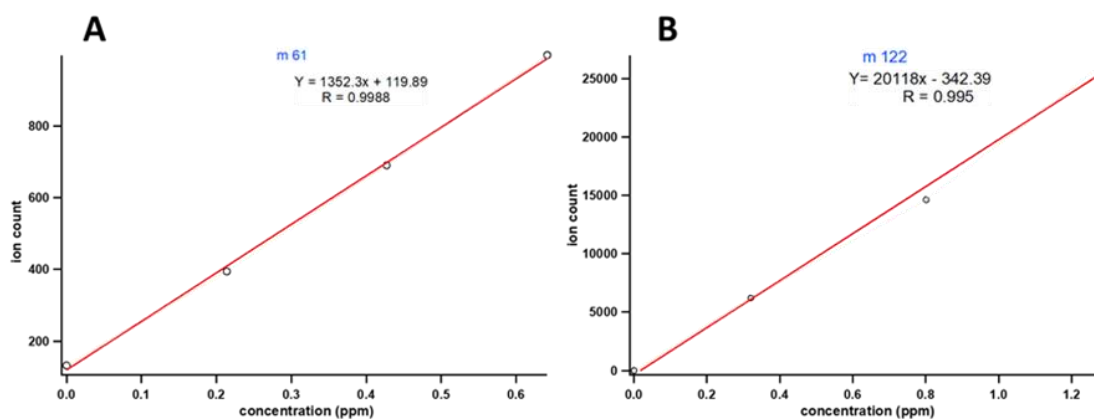 A
m 61
Y = 1352.3x + 119.89
R = 0.9988
800
600
400
200
ion count
0.0 0.1 0.2 0.3 0.4 0.5 0.6
concentration (ppm)
B
m 122
Y= 20118x - 342.39
R = 0.995
25000
20000
15000
10000
5000
0
ion count
0.0 0.2 0.4 0.6 0.8 1.0 1.2
concentration (ppm)